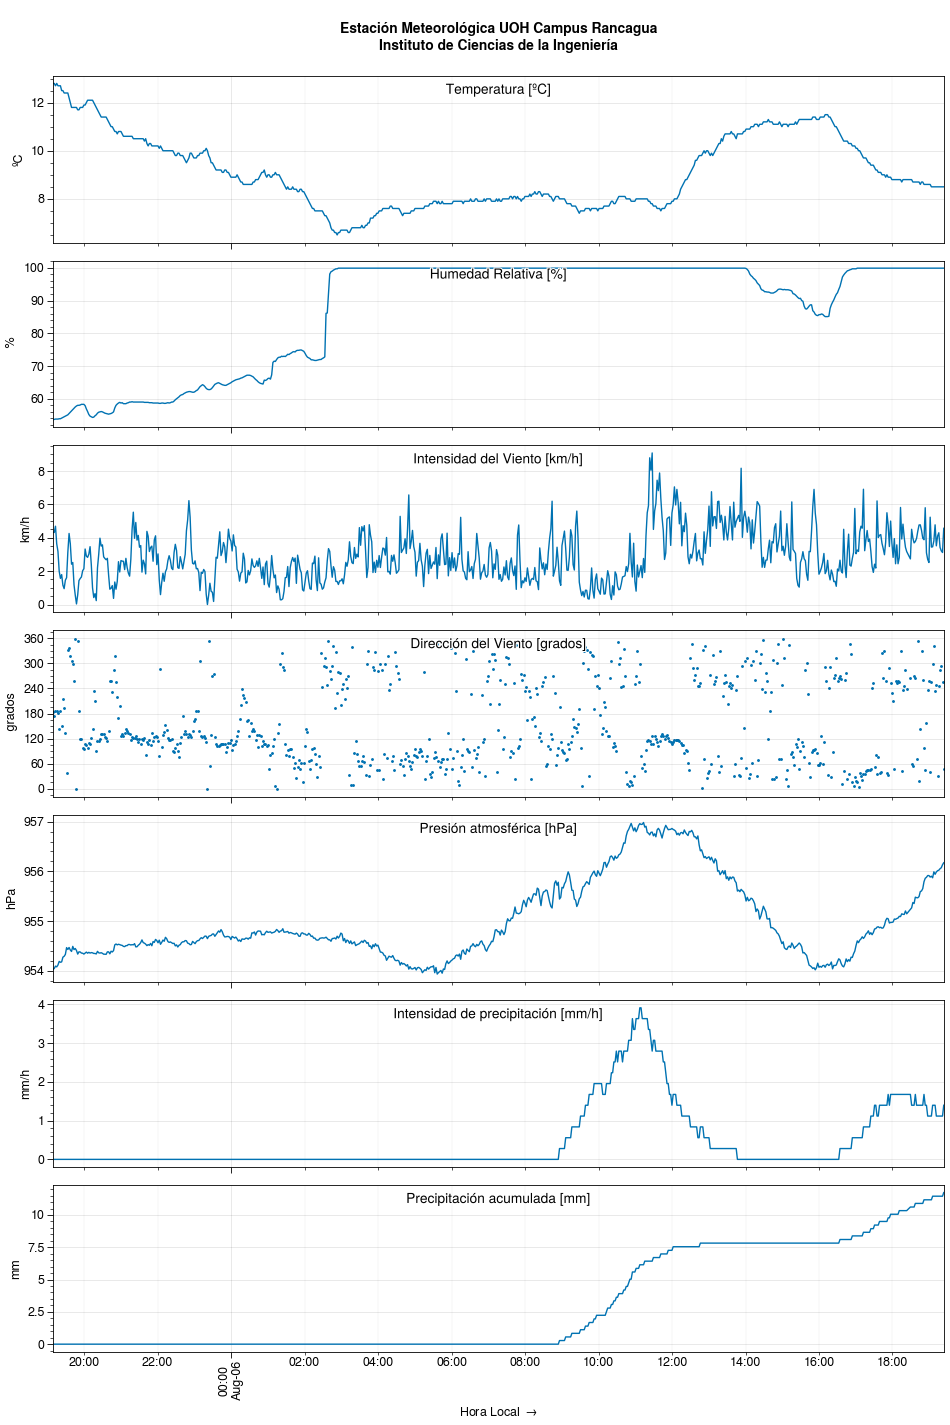 Estación Meteorológica UOH Campus Rancagua
Instituto de Ciencias de la Ingeniería
Temperatura [ºC]
12
10
8
ºC
Humedad Relativa [%]
100
90
80
70
60
%
Intensidad del Viento [km/h]
8
6
4
2
0
km/h
Dirección del Viento [grados]
360
300
240
180
120
60
0
grados
Presión atmosférica [hPa]
957
956
955
954
hPa
Intensidad de precipitación [mm/h]
4
3
2
1
0
mm/h
Precipitación acumulada [mm]
10
7.5
5
2.5
0
mm
20:00 22:00 00:00 02:00 04:00 06:00 08:00 10:00 12:00 14:00 16:00 18:00
Aug-06
Hora Local →